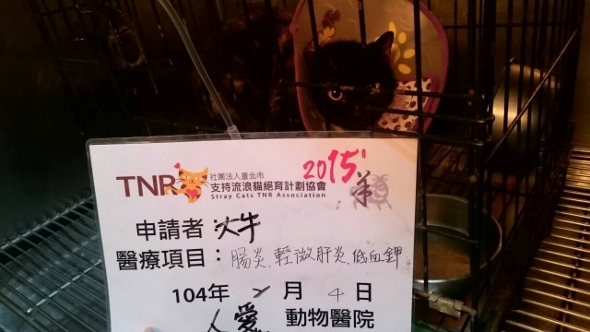 TNR 社團法人臺北市
支持流浪貓絕育計劃協會
Stray Cats TNR Association
2015
羊
申請者：火牛
醫療項目：腸炎、輕微肝炎、低血鉀
104年 2 月 4 日
人愛 動物醫院